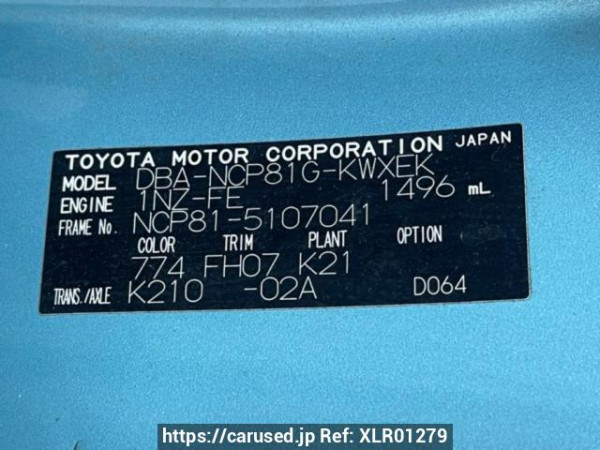 TOYOTA MOTOR CORPORATION JAPAN
MODEL DBA-NCP81G-KWXEK
ENGINE 1NZ-FE 1496 mL
FRAME No. NCP81-5107041
COLOR TRIM PLANT OPTION
774 FH07 K21
TRANS./AXLE K210 -02A D064
https://carused.jp Ref: XLR01279